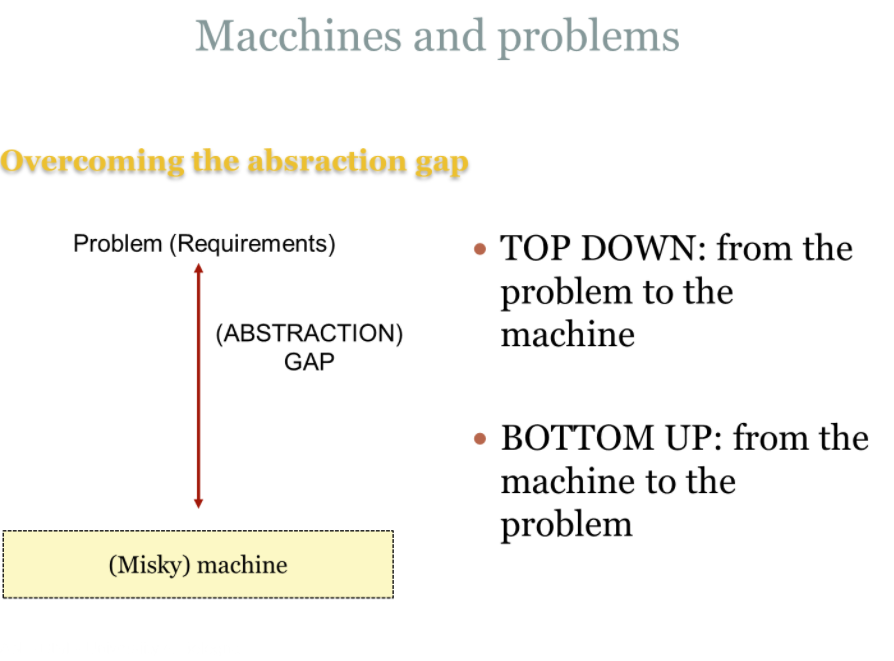 Macchines and problems
Overcoming the absraction gap
Problem (Requirements)
(ABSTRACTION)
GAP
(Misky) machine
• TOP DOWN: from the
problem to the
machine
• BOTTOM UP: from the
machine to the
problem